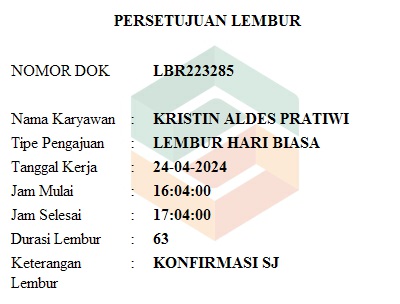 PERSETUJUAN LEMBUR
NOMOR DOK LBR223285
Nama Karyawan : KRISTIN ALDES PRATIWI
Tipe Pengajuan : LEMBUR HARI BIASA
Tanggal Kerja : 24-04-2024
Jam Mulai : 16:04:00
Jam Selesai : 17:04:00
Durasi Lembur : 63
Keterangan : KONFIRMASI SJ
Lembur